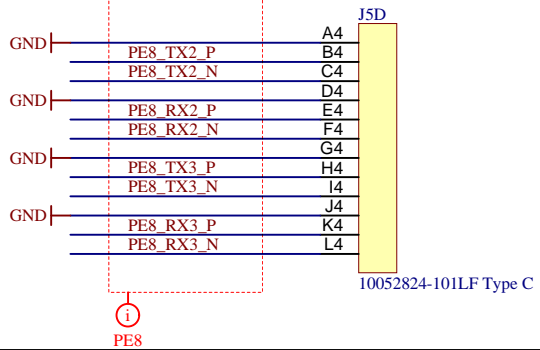 J5D
A4
GND
PE8_TX2_P
B4
PE8_TX2_N
C4
D4
GND
PE8_RX2_P
E4
PE8_RX2_N
F4
G4
GND
PE8_TX3_P
H4
PE8_TX3_N
I4
J4
GND
PE8_RX3_P
K4
PE8_RX3_N
L4
10052824-101LF Type C
i
PE8